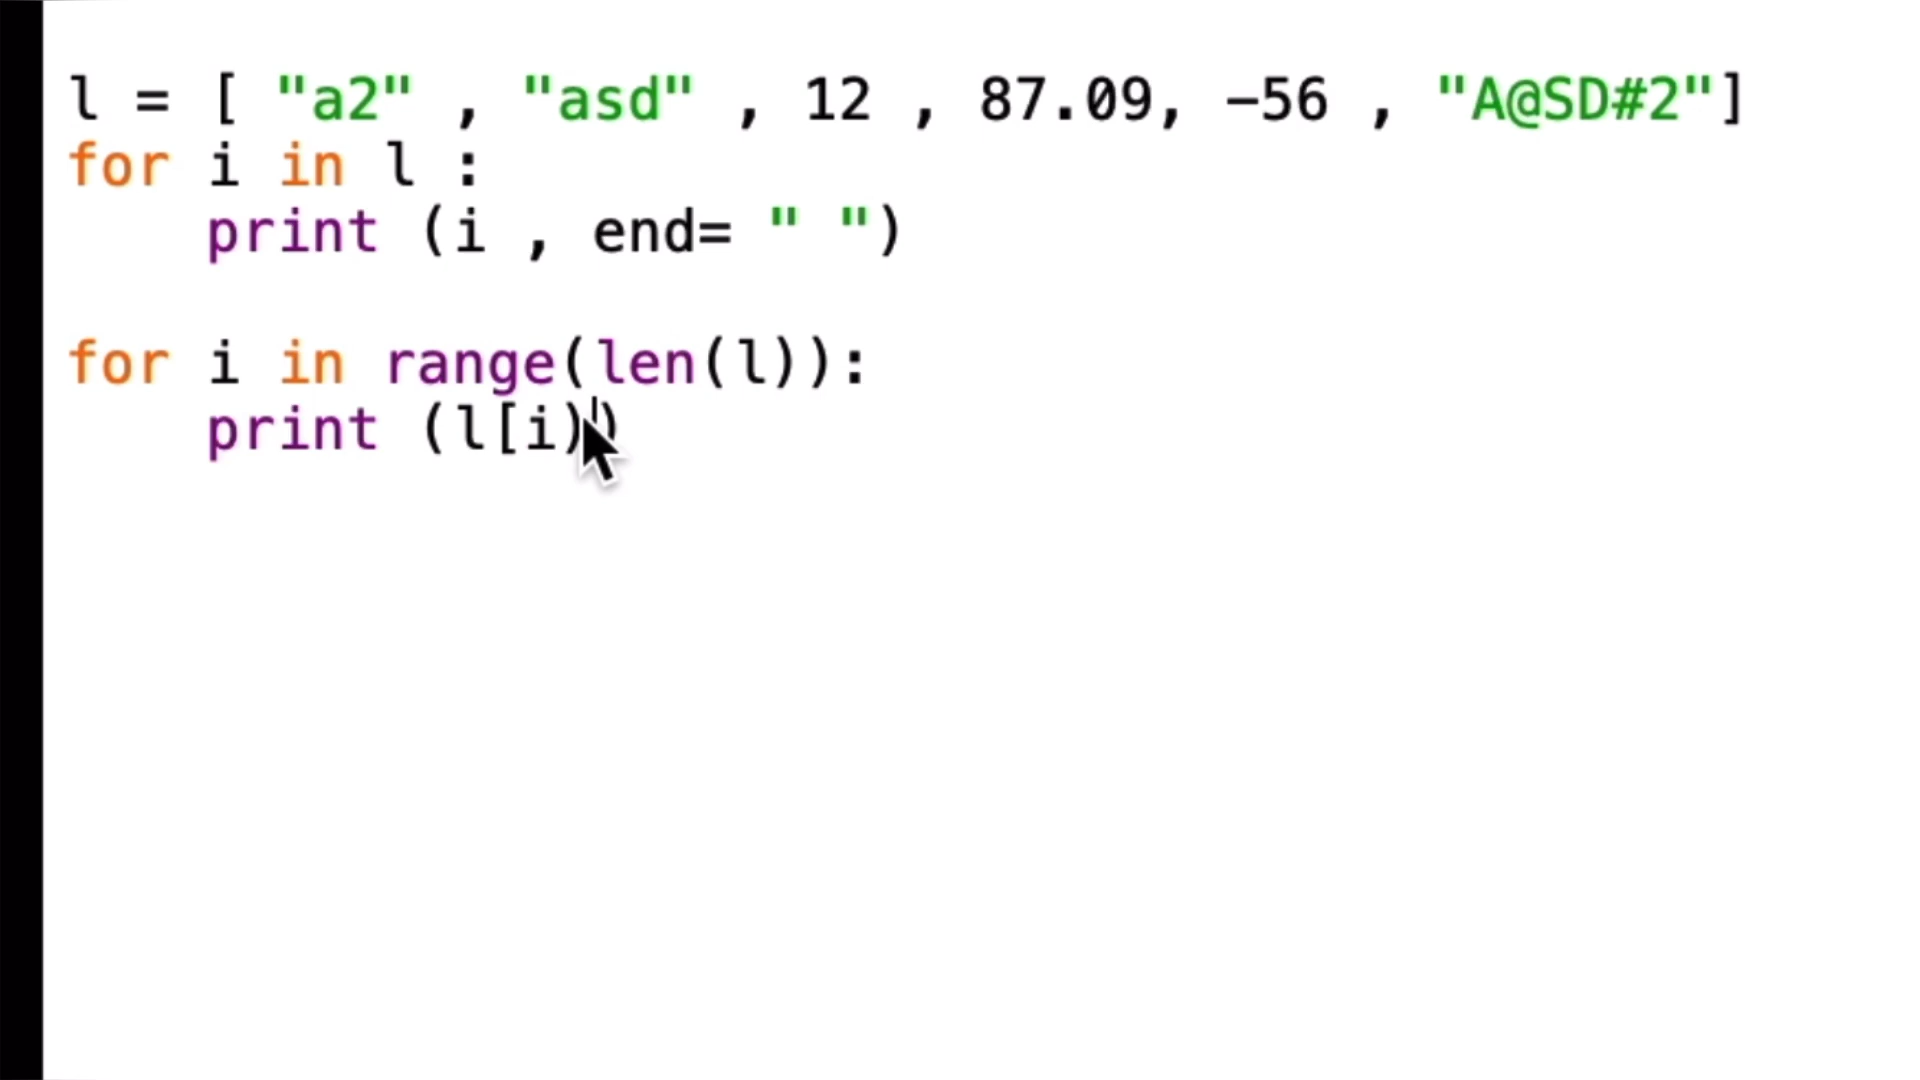 l = [ "a2" , "asd" , 12 , 87.09, -56 , "A@SD#2"]
for i in l :
    print (i , end= " ")
for i in range(len(l)):
    print (l[i))